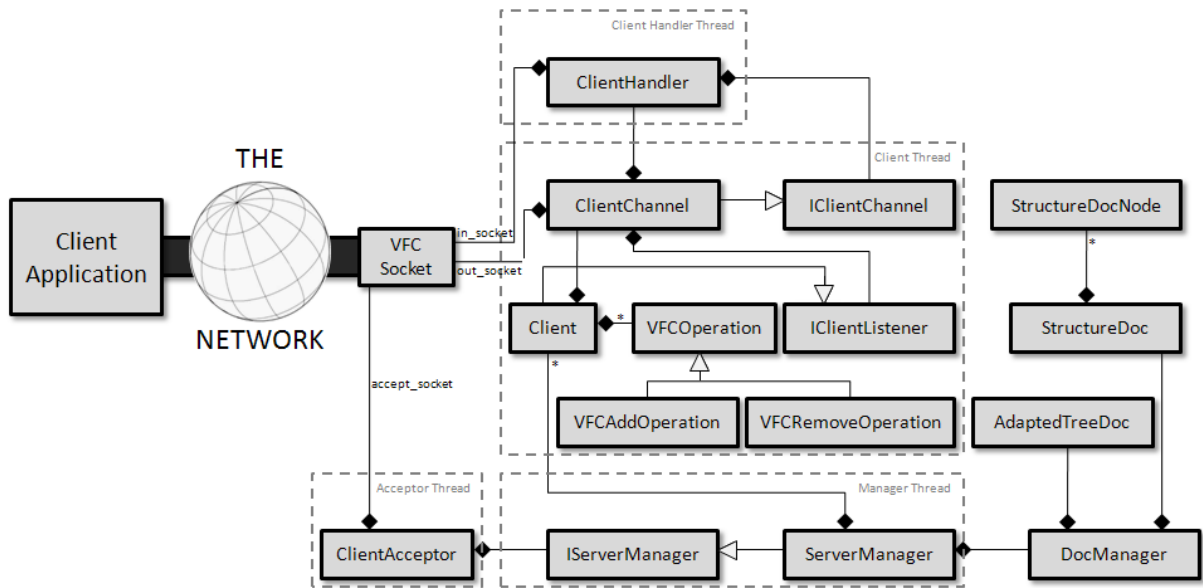 Client Handler Thread
ClientHandler
THE
NETWORK
Client
Application
VFC
Socket
in_socket
out_socket
accept_socket
Client Thread
ClientChannel
IClientChannel
Client
*
VFCOperation
IClientListener
*
VFCAddOperation
VFCRemoveOperation
StructureDocNode
*
StructureDoc
AdaptedTreeDoc
Acceptor Thread
ClientAcceptor
Manager Thread
IServerManager
ServerManager
DocManager